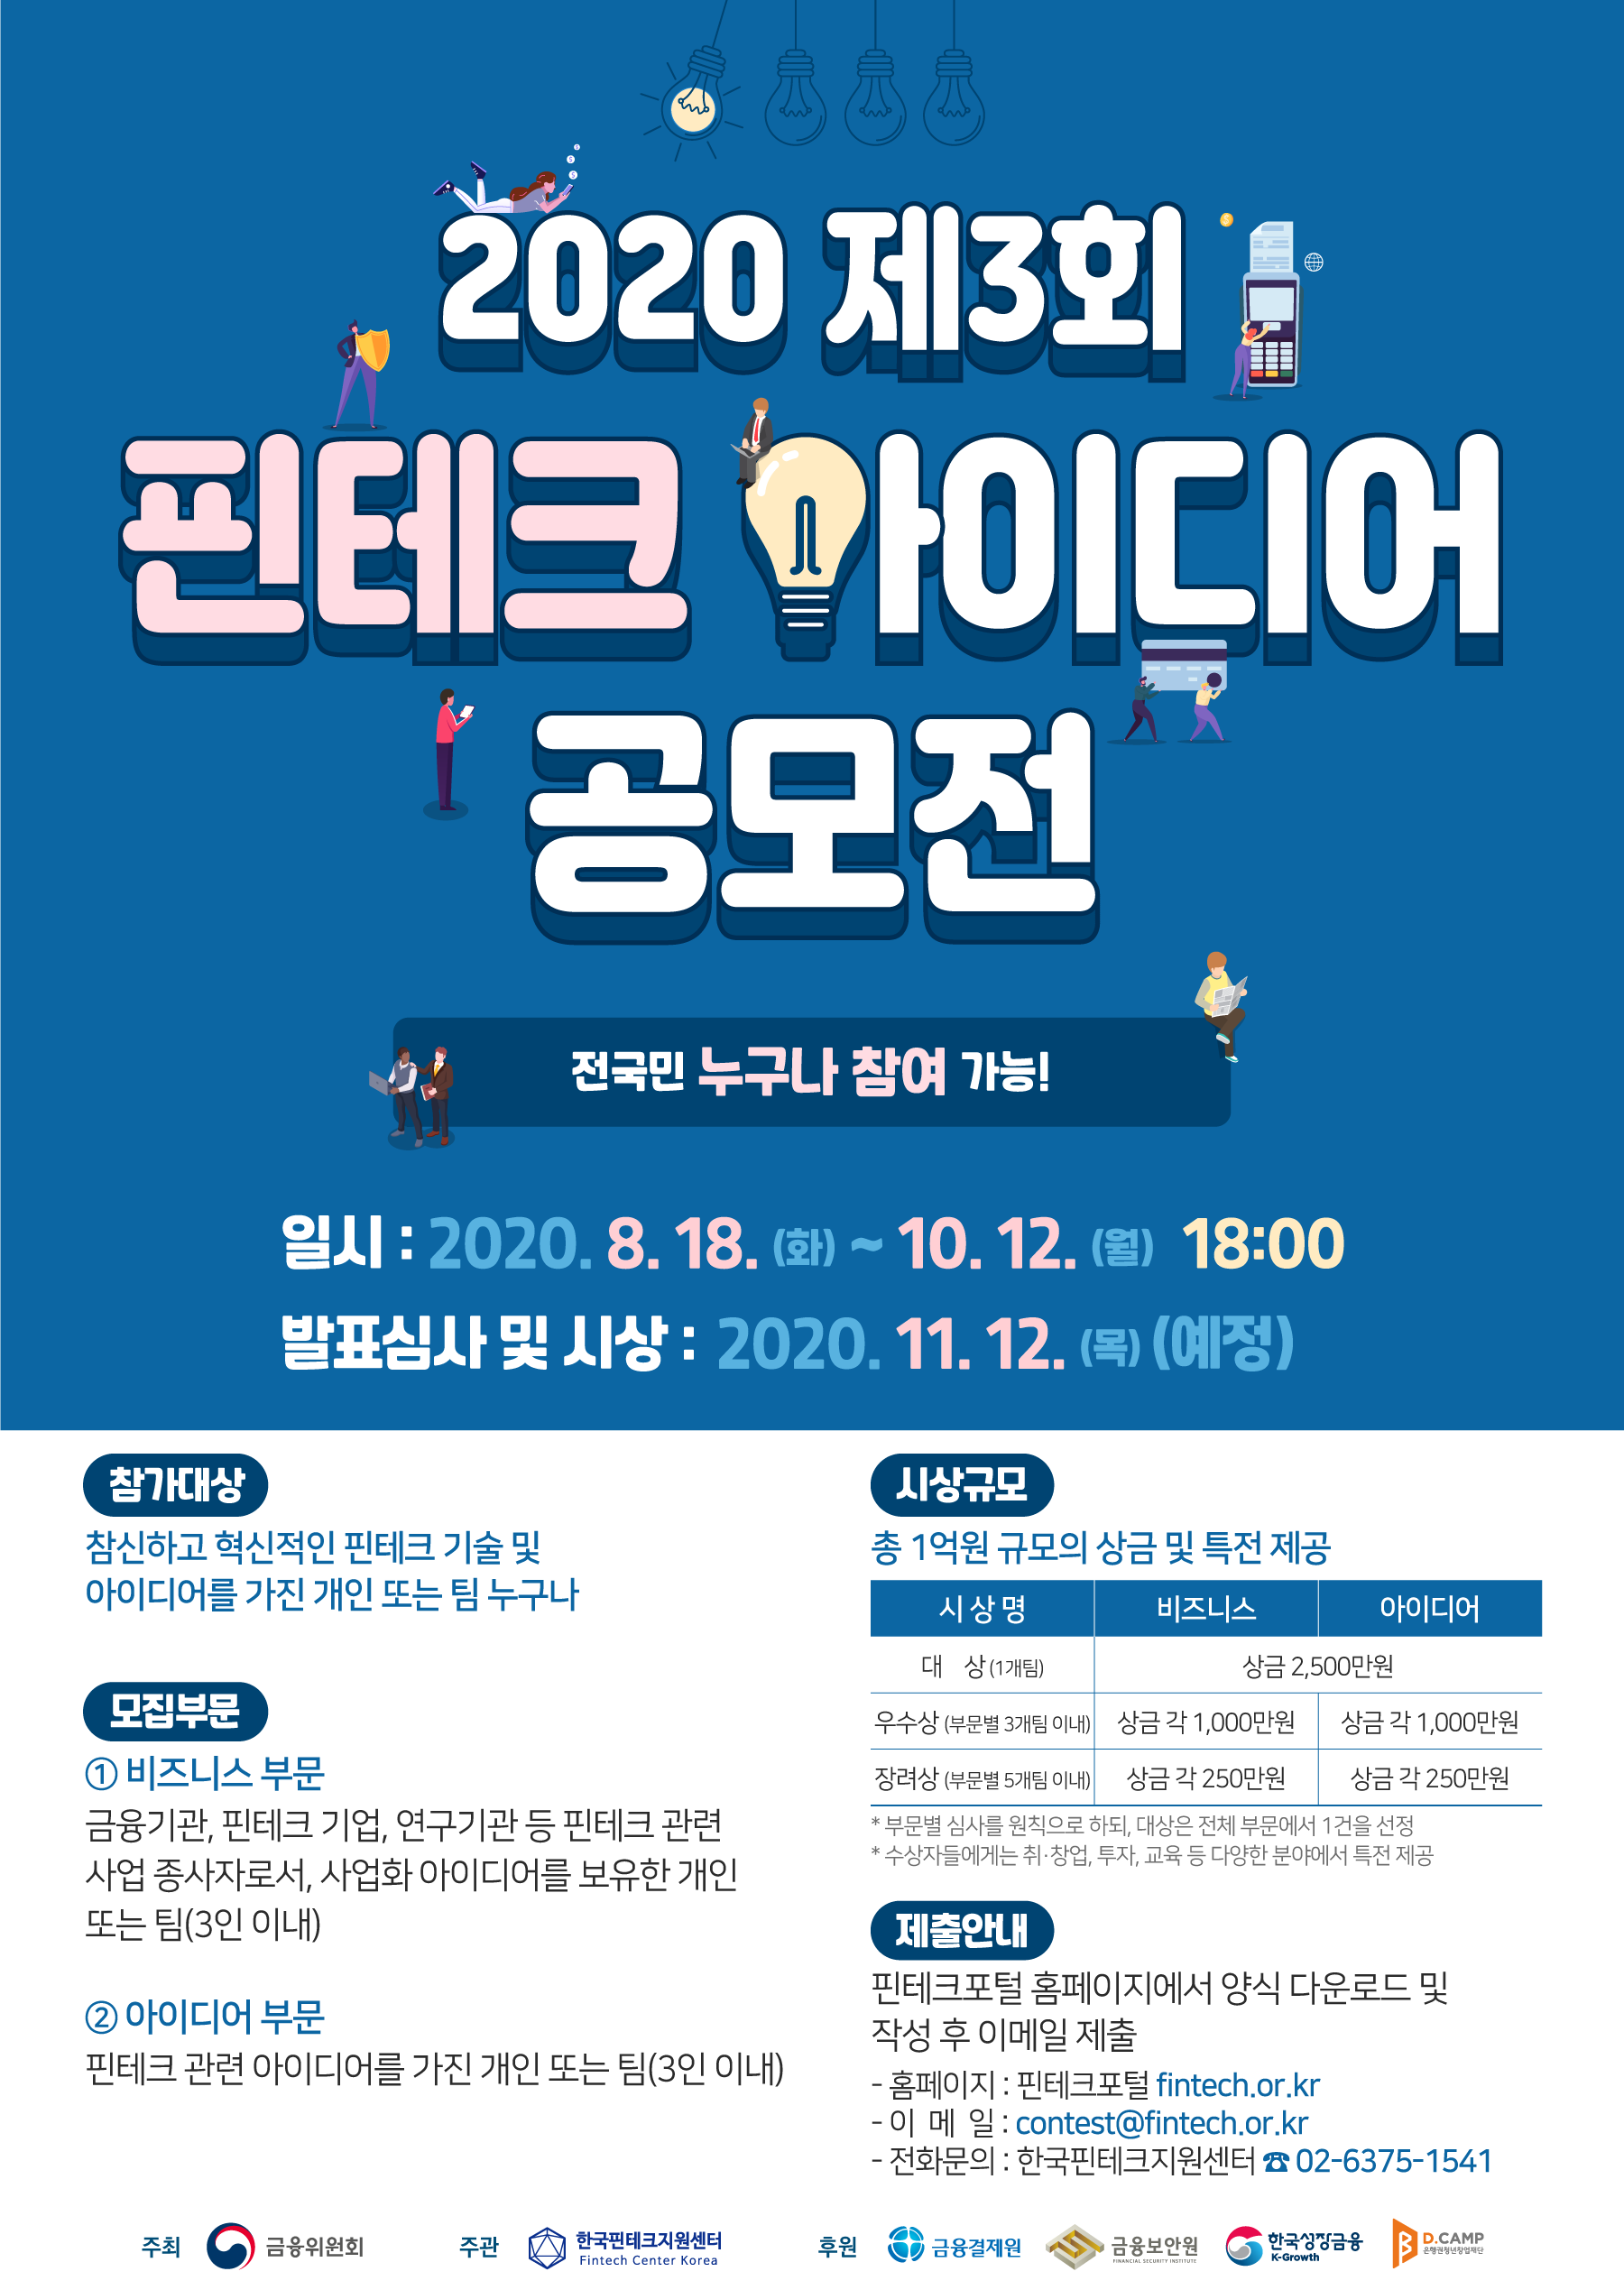 2020 제3회
핀테크 아이디어
공모전
전국민 누구나 참여 가능!
일시 : 2020. 8. 18. (화) ~ 10. 12. (월) 18:00
발표심사 및 시상 : 2020. 11. 12. (목) (예정)
참가대상
참신하고 혁신적인 핀테크 기술 및
아이디어를 가진 개인 또는 팀 누구나
모집부문
① 비즈니스 부문
금융기관, 핀테크 기업, 연구기관 등 핀테크 관련
사업 종사자로서, 사업화 아이디어를 보유한 개인
또는 팀(3인 이내)
② 아이디어 부문
핀테크 관련 아이디어를 가진 개인 또는 팀(3인 이내)
시상규모
총 1억원 규모의 상금 및 특전 제공
시 상 명 비즈니스 아이디어
대 상 (1개팀) 상금 2,500만원
우수상 (부문별 3개팀 이내) 상금 각 1,000만원 상금 각 1,000만원
장려상 (부문별 5개팀 이내) 상금 각 250만원 상금 각 250만원
* 부문별 심사를 원칙으로 하되, 대상은 전체 부문에서 1건을 선정
* 수상자들에게는 취·창업, 투자, 교육 등 다양한 분야에서 특전 제공
제출안내
핀테크포털 홈페이지에서 양식 다운로드 및
작성 후 이메일 제출
- 홈페이지 : 핀테크포털 fintech.or.kr
- 이 메 일 : contest@fintech.or.kr
- 전화문의 : 한국핀테크지원센터 ☎ 02-6375-1541
주최 금융위원회
주관 한국핀테크지원센터
Fintech Center Korea
후원 금융결제원
금융보안원
FINANCIAL SECURITY INSTITUTE
한국성장금융
K-Growth
D.CAMP
은행권청년창업재단